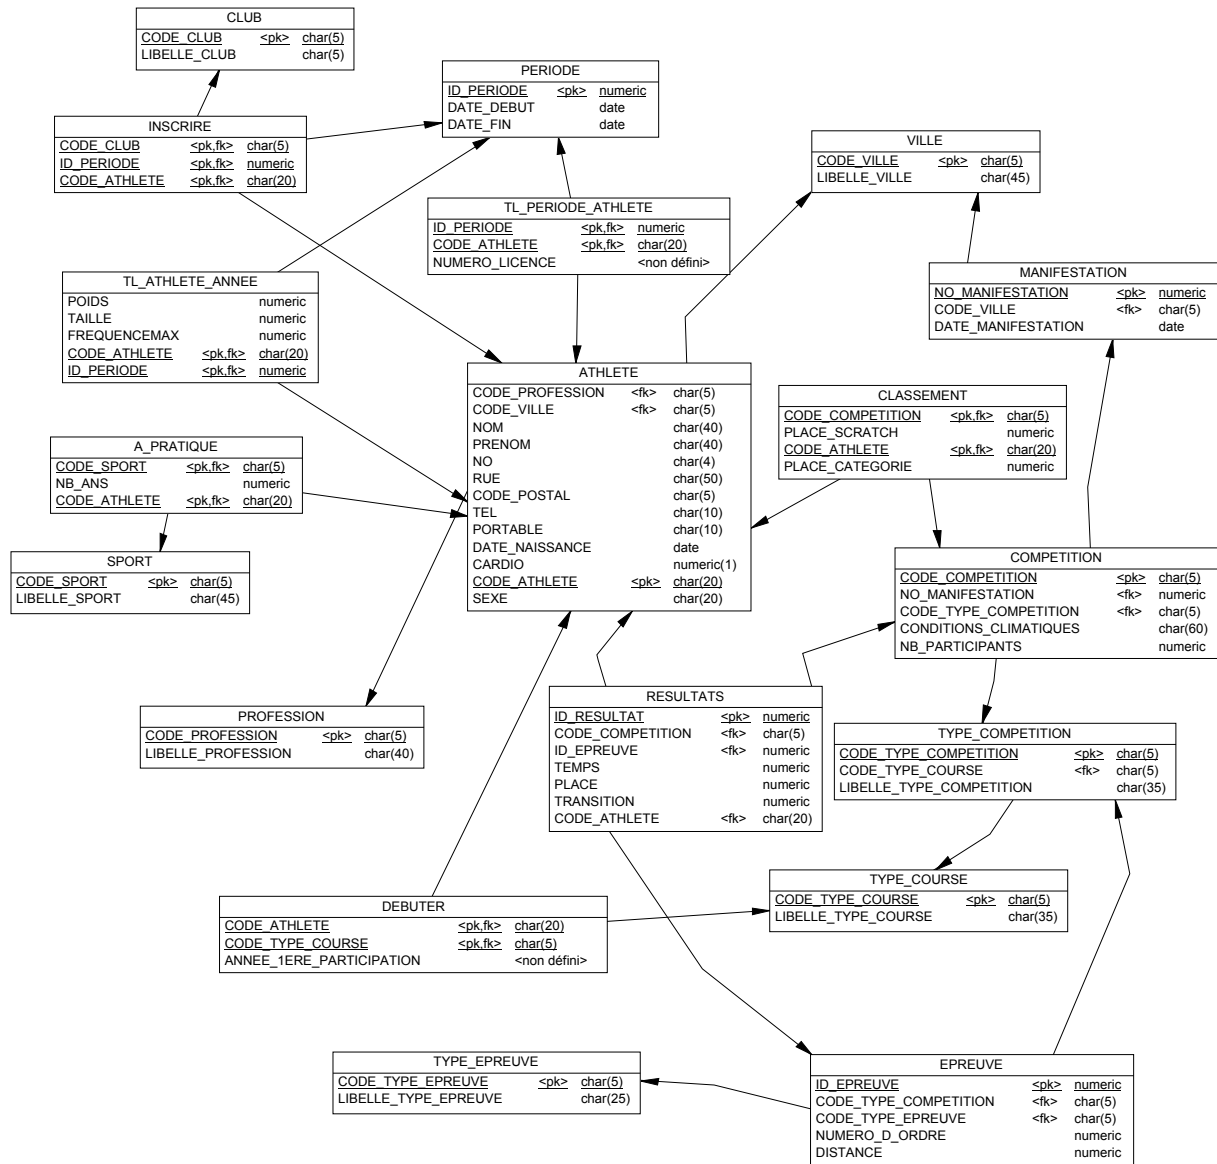 CLUB
CODE_CLUB <pk> char(5)
LIBELLE_CLUB char(5)
PERIODE
ID_PERIODE <pk> numeric
DATE_DEBUT date
DATE_FIN date
INSCRIRE
CODE_CLUB <pk,fk> char(5)
ID_PERIODE <pk,fk> numeric
CODE_ATHLETE <pk,fk> char(20)
VILLE
CODE_VILLE <pk> char(5)
LIBELLE_VILLE char(45)
TL_PERIODE_ATHLETE
ID_PERIODE <pk,fk> numeric
CODE_ATHLETE <pk,fk> char(20)
NUMERO_LICENCE <non défini>
TL_ATHLETE_ANNEE
POIDS numeric
TAILLE numeric
FREQUENCEMAX numeric
CODE_ATHLETE <pk,fk> char(20)
ID_PERIODE <pk,fk> numeric
MANIFESTATION
NO_MANIFESTATION <pk> numeric
CODE_VILLE <fk> char(5)
DATE_MANIFESTATION date
ATHLETE
CODE_PROFESSION <fk> char(5)
CODE_VILLE <fk> char(5)
NOM char(40)
PRENOM char(40)
NO char(4)
RUE char(50)
CODE_POSTAL char(5)
TEL char(10)
PORTABLE char(10)
DATE_NAISSANCE date
CARDIO numeric(1)
CODE_ATHLETE <pk> char(20)
SEXE char(20)
CLASSEMENT
CODE_COMPETITION <pk,fk> char(5)
PLACE_SCRATCH numeric
CODE_ATHLETE <pk,fk> char(20)
PLACE_CATEGORIE numeric
A_PRATIQUE
CODE_SPORT <pk,fk> char(5)
NB_ANS numeric
CODE_ATHLETE <pk,fk> char(20)
SPORT
CODE_SPORT <pk> char(5)
LIBELLE_SPORT char(45)
COMPETITION
CODE_COMPETITION <pk> char(5)
NO_MANIFESTATION <fk> numeric
CODE_TYPE_COMPETITION <fk> char(5)
CONDITIONS_CLIMATIQUES char(60)
NB_PARTICIPANTS numeric
PROFESSION
CODE_PROFESSION <pk> char(5)
LIBELLE_PROFESSION char(40)
RESULTATS
ID_RESULTAT <pk> numeric
CODE_COMPETITION <fk> char(5)
ID_EPREUVE <fk> numeric
TEMPS numeric
PLACE numeric
TRANSITION numeric
CODE_ATHLETE <fk> char(20)
TYPE_COMPETITION
CODE_TYPE_COMPETITION <pk> char(5)
CODE_TYPE_COURSE <fk> char(5)
LIBELLE_TYPE_COMPETITION char(35)
TYPE_COURSE
CODE_TYPE_COURSE <pk> char(5)
LIBELLE_TYPE_COURSE char(35)
DEBUTER
CODE_ATHLETE <pk,fk> char(20)
CODE_TYPE_COURSE <pk,fk> char(5)
ANNEE_1ERE_PARTICIPATION <non défini>
TYPE_EPREUVE
CODE_TYPE_EPREUVE <pk> char(5)
LIBELLE_TYPE_EPREUVE char(25)
EPREUVE
ID_EPREUVE <pk> numeric
CODE_TYPE_COMPETITION <fk> char(5)
CODE_TYPE_EPREUVE <fk> char(5)
NUMERO_D_ORDRE numeric
DISTANCE numeric